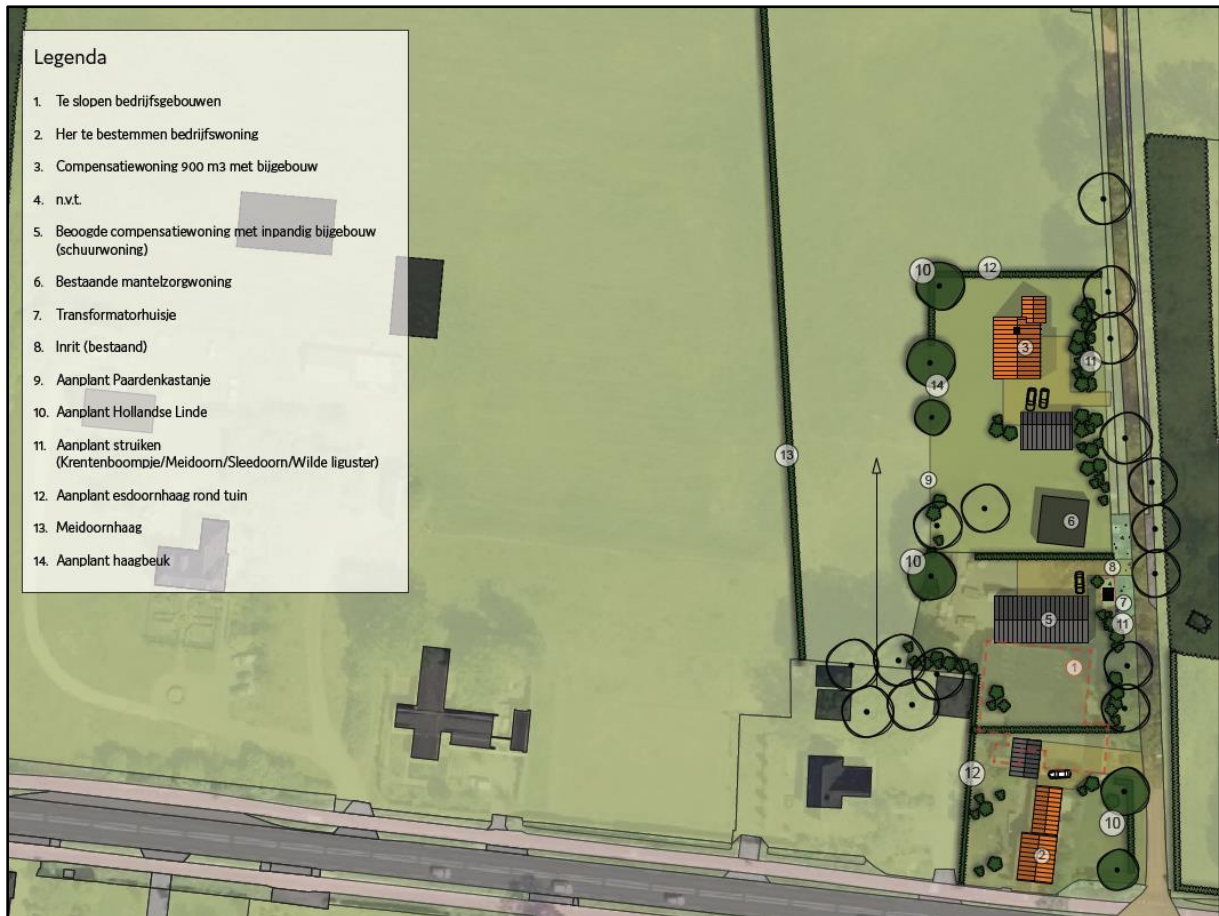 Legenda
1. Te slopen bedrijfsgebouwen
2. Her te bestemmen bedrijfswoning
3. Compensatiewoning 900 m3 met bijgebouw
4. n.v.t.
5. Beoogde compensatiewoning met inpandig bijgebouw
(schuurwoning)
6. Bestaande mantelzorgwoning
7. Transformatorhuisje
8. Inrit (bestaand)
9. Aanplant Paardenkastanje
10. Aanplant Hollandse Linde
11. Aanplant struiken
(Krentenboompje/Meidoorn/Sleedoorn/Wilde liguster)
12. Aanplant esdoornhaag rond tuin
13. Meidoornhaag
14. Aanplant haagbeuk
10
12
3
11
14
13
9
6
10
8
7
5
11
1
12
10
2